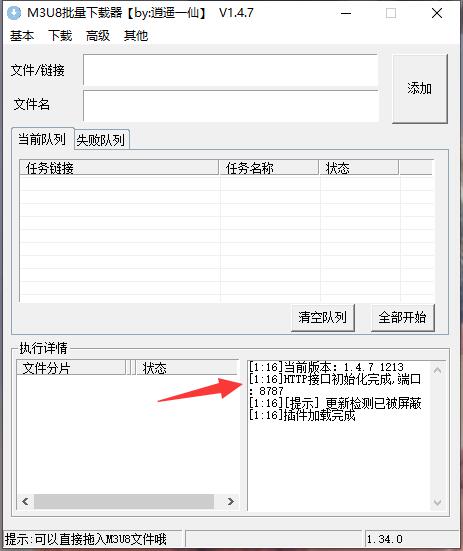 M3U8批量下载器【by:逍遥一仙】 V1.4.7
基本 下载 高级 其他
文件/链接
添加
文件名
当前队列 失败队列
任务链接 任务名称 状态
清空队列 全部开始
执行详情
文件分片 状态
[1:16]当前版本: 1.4.7 1213
[1:16]HTTP接口初始化完成,端口
: 8787
[1:16][提示] 更新检测已被屏蔽
[1:16]插件加载完成
提示:可以直接拖入M3U8文件哦
1.34.0